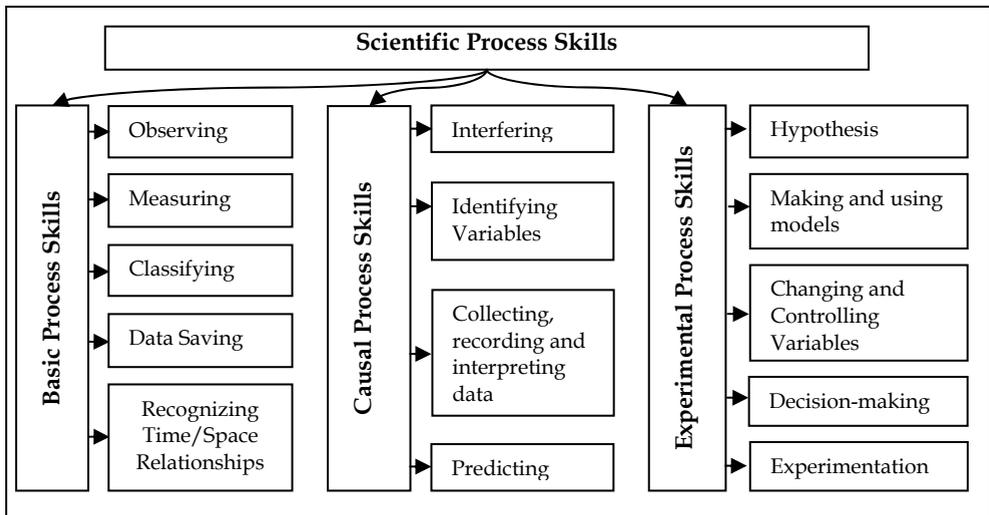 Scientific Process Skills
Basic Process Skills
Observing
Measuring
Classifying
Data Saving
Recognizing
Time/Space
Relationships
Causal Process Skills
Interfering
Identifying
Variables
Collecting,
recording and
interpreting
data
Predicting
Experimental Process Skills
Hypothesis
Making and using
models
Changing and
Controlling
Variables
Decision-making
Experimentation